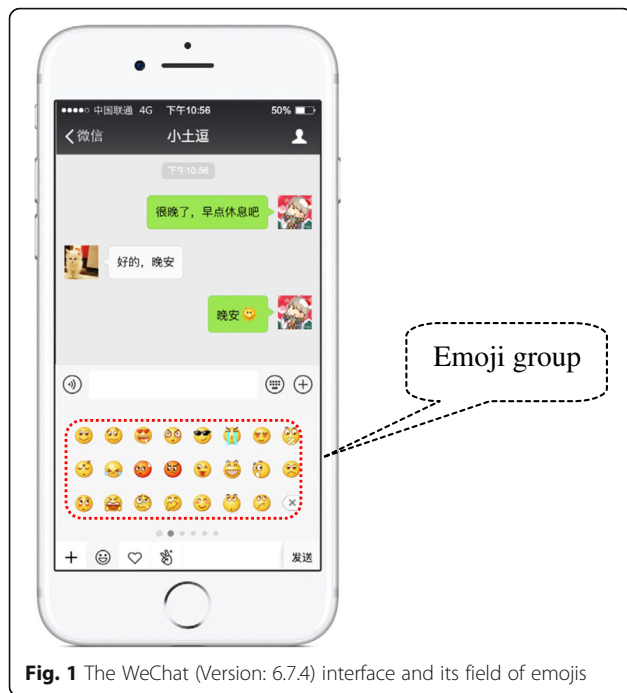 中国联通 4G 下午10:56 50%
微信 小土逗
下午10:56
很晚了，早点休息吧
好的，晚安
晚安
Emoji group
发送
Fig. 1 The WeChat (Version: 6.7.4) interface and its field of emojis